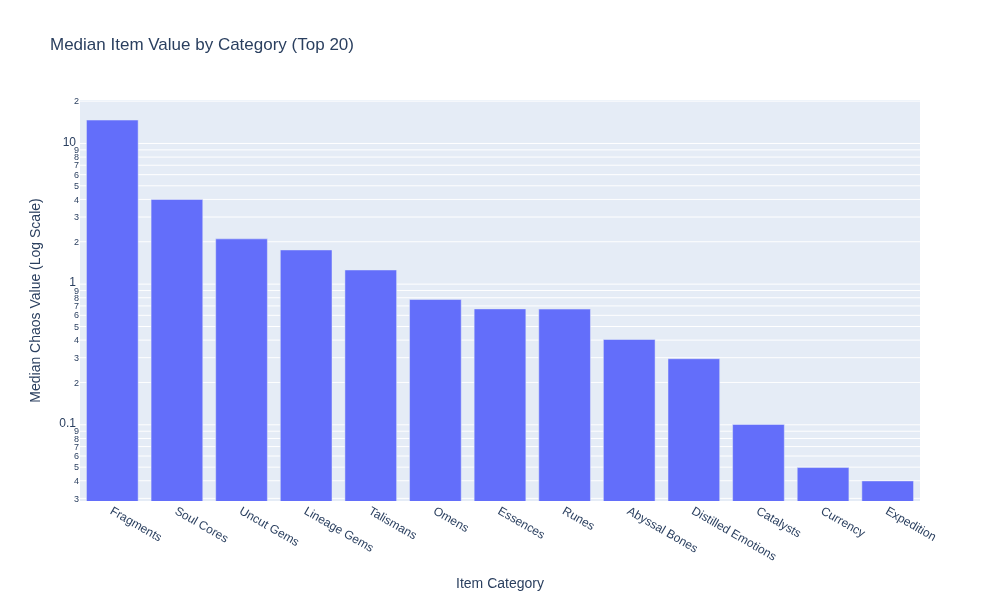 Median Item Value by Category (Top 20)
2
10
9
8
7
6
5
4
3
2
1
9
8
7
6
5
4
3
2
0.1
9
8
7
6
5
4
3
Median Chaos Value (Log Scale)
Fragments
Soul Cores
Uncut Gems
Lineage Gems
Talismans
Omens
Essences
Runes
Abyssal Bones
Distilled Emotions
Catalysts
Currency
Expedition
Item Category